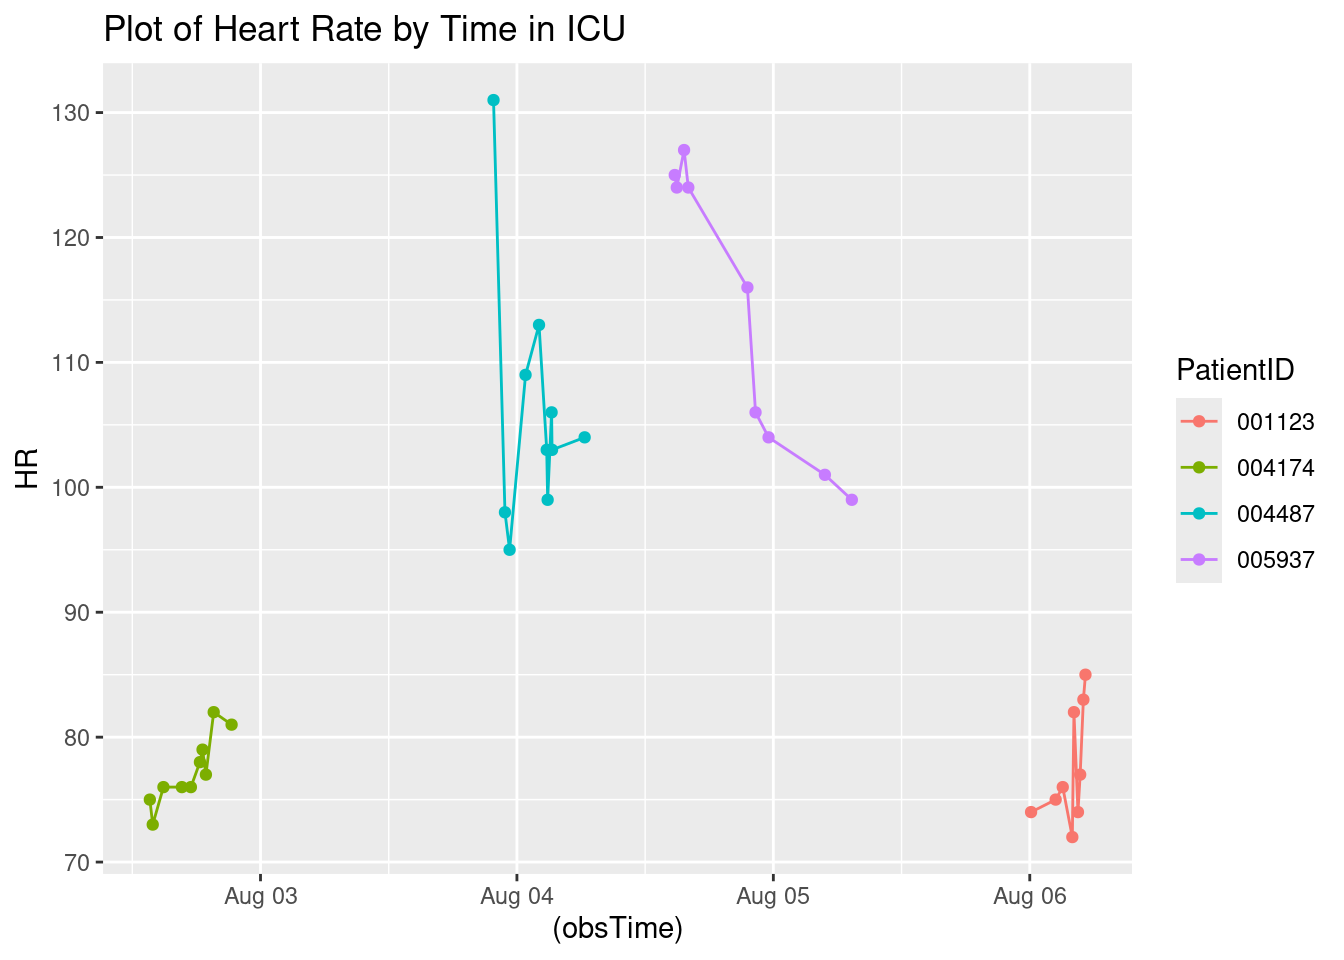 Plot of Heart Rate by Time in ICU
130
120
110
100
90
80
70
HR
Aug 03 Aug 04 Aug 05 Aug 06
(obsTime)
PatientID
001123
004174
004487
005937